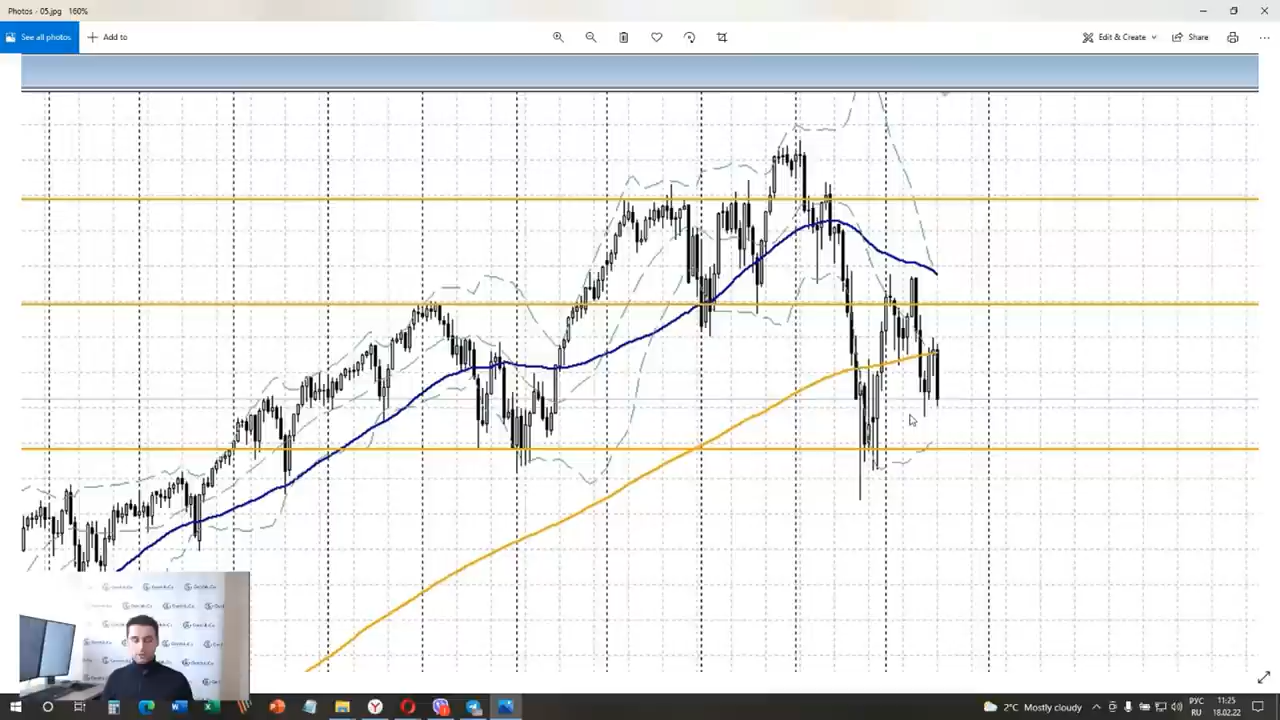 Photos - 05.jpg 160%
See all photos
Add to
Edit & Create
Share
2°C Mostly cloudy
РУС
RU
11:25
18.02.22